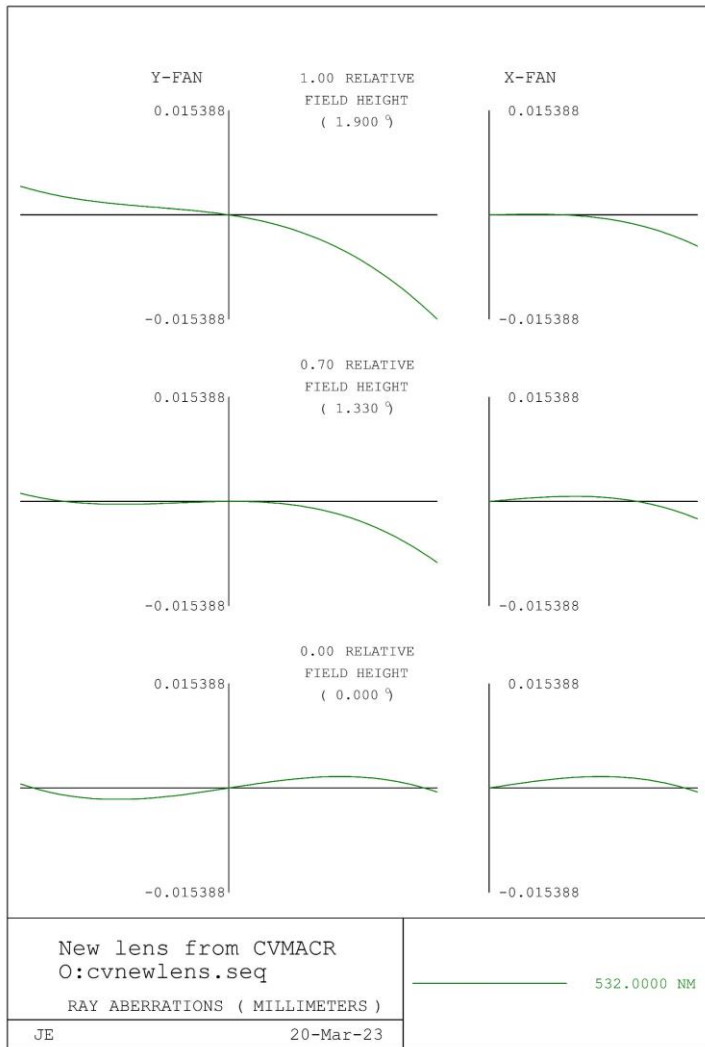 Y-FAN 1.00 RELATIVE X-FAN
FIELD HEIGHT
0.015388 ( 1.900 º) 0.015388
-0.015388 -0.015388
0.70 RELATIVE
FIELD HEIGHT
0.015388 ( 1.330 º) 0.015388
-0.015388 -0.015388
0.00 RELATIVE
FIELD HEIGHT
0.015388 ( 0.000 º) 0.015388
-0.015388 -0.015388
New lens from CVMACR
O:cvnewlens.seq
532.0000 NM
RAY ABERRATIONS ( MILLIMETERS )
JE 20-Mar-23